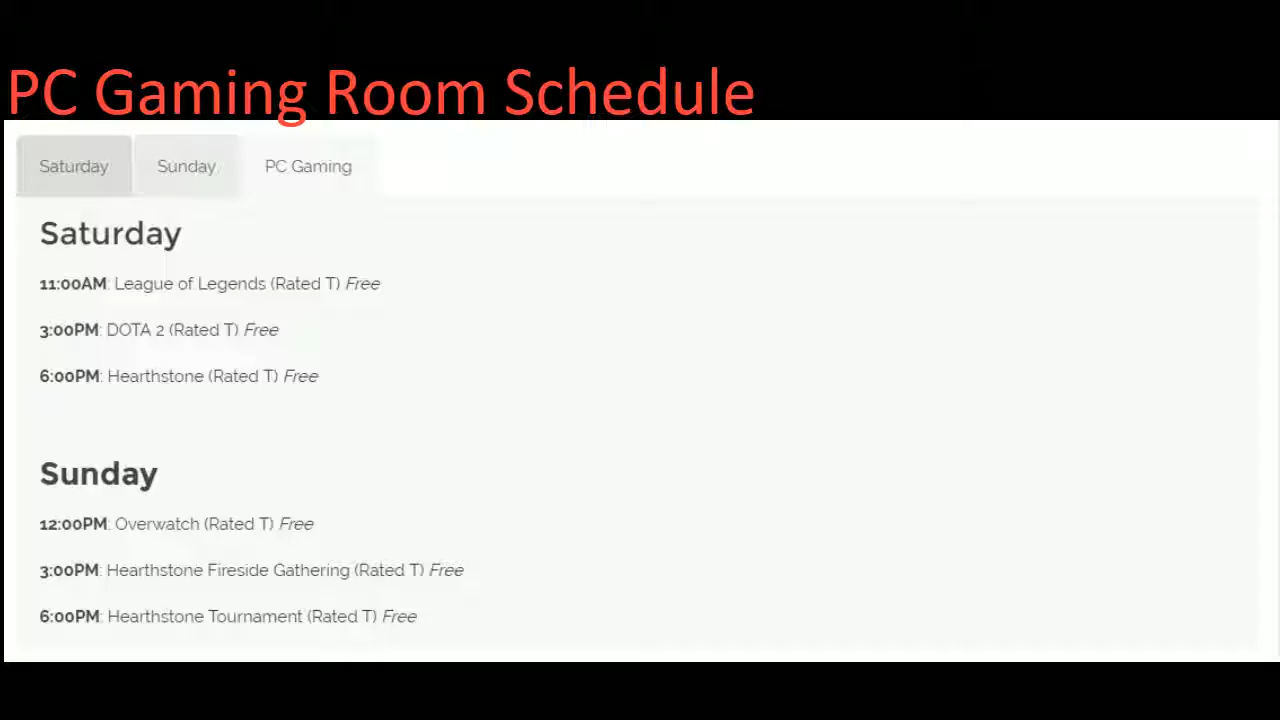 PC Gaming Room Schedule
Saturday Sunday PC Gaming
Saturday
11:00AM: League of Legends (Rated T) Free
3:00PM: DOTA 2 (Rated T) Free
6:00PM: Hearthstone (Rated T) Free
Sunday
12:00PM: Overwatch (Rated T) Free
3:00PM: Hearthstone Fireside Gathering (Rated T) Free
6:00PM: Hearthstone Tournament (Rated T) Free